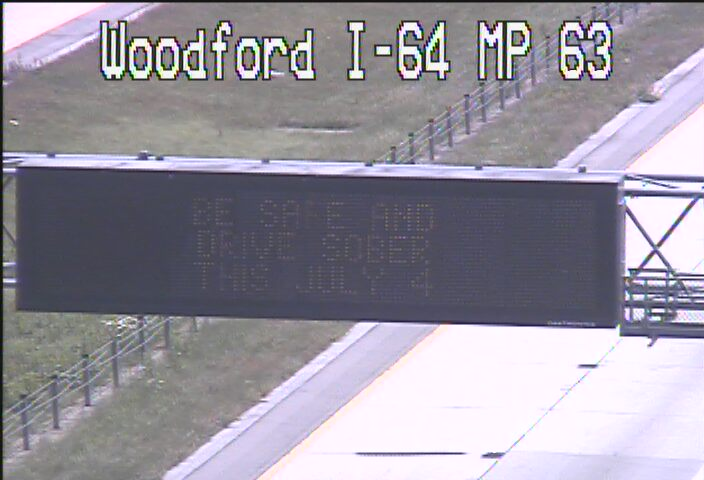 Woodford I-64 MP 63
BE SAFE AND
DRIVE SOBER
THIS JULY 4